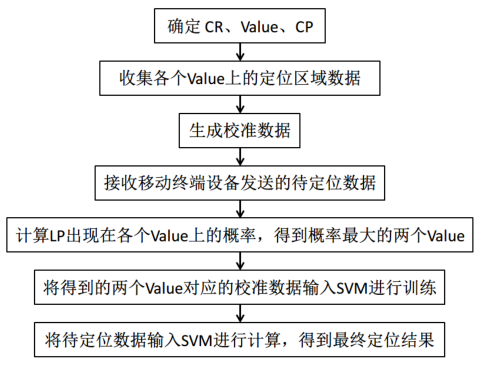 确定 CR、Value、CP
收集各个Value上的定位区域数据
生成校准数据
接收移动终端设备发送的待定位数据
计算LP出现在各个Value上的概率，得到概率最大的两个Value
将得到的两个Value对应的校准数据输入SVM进行训练
将待定位数据输入SVM进行计算，得到最终定位结果